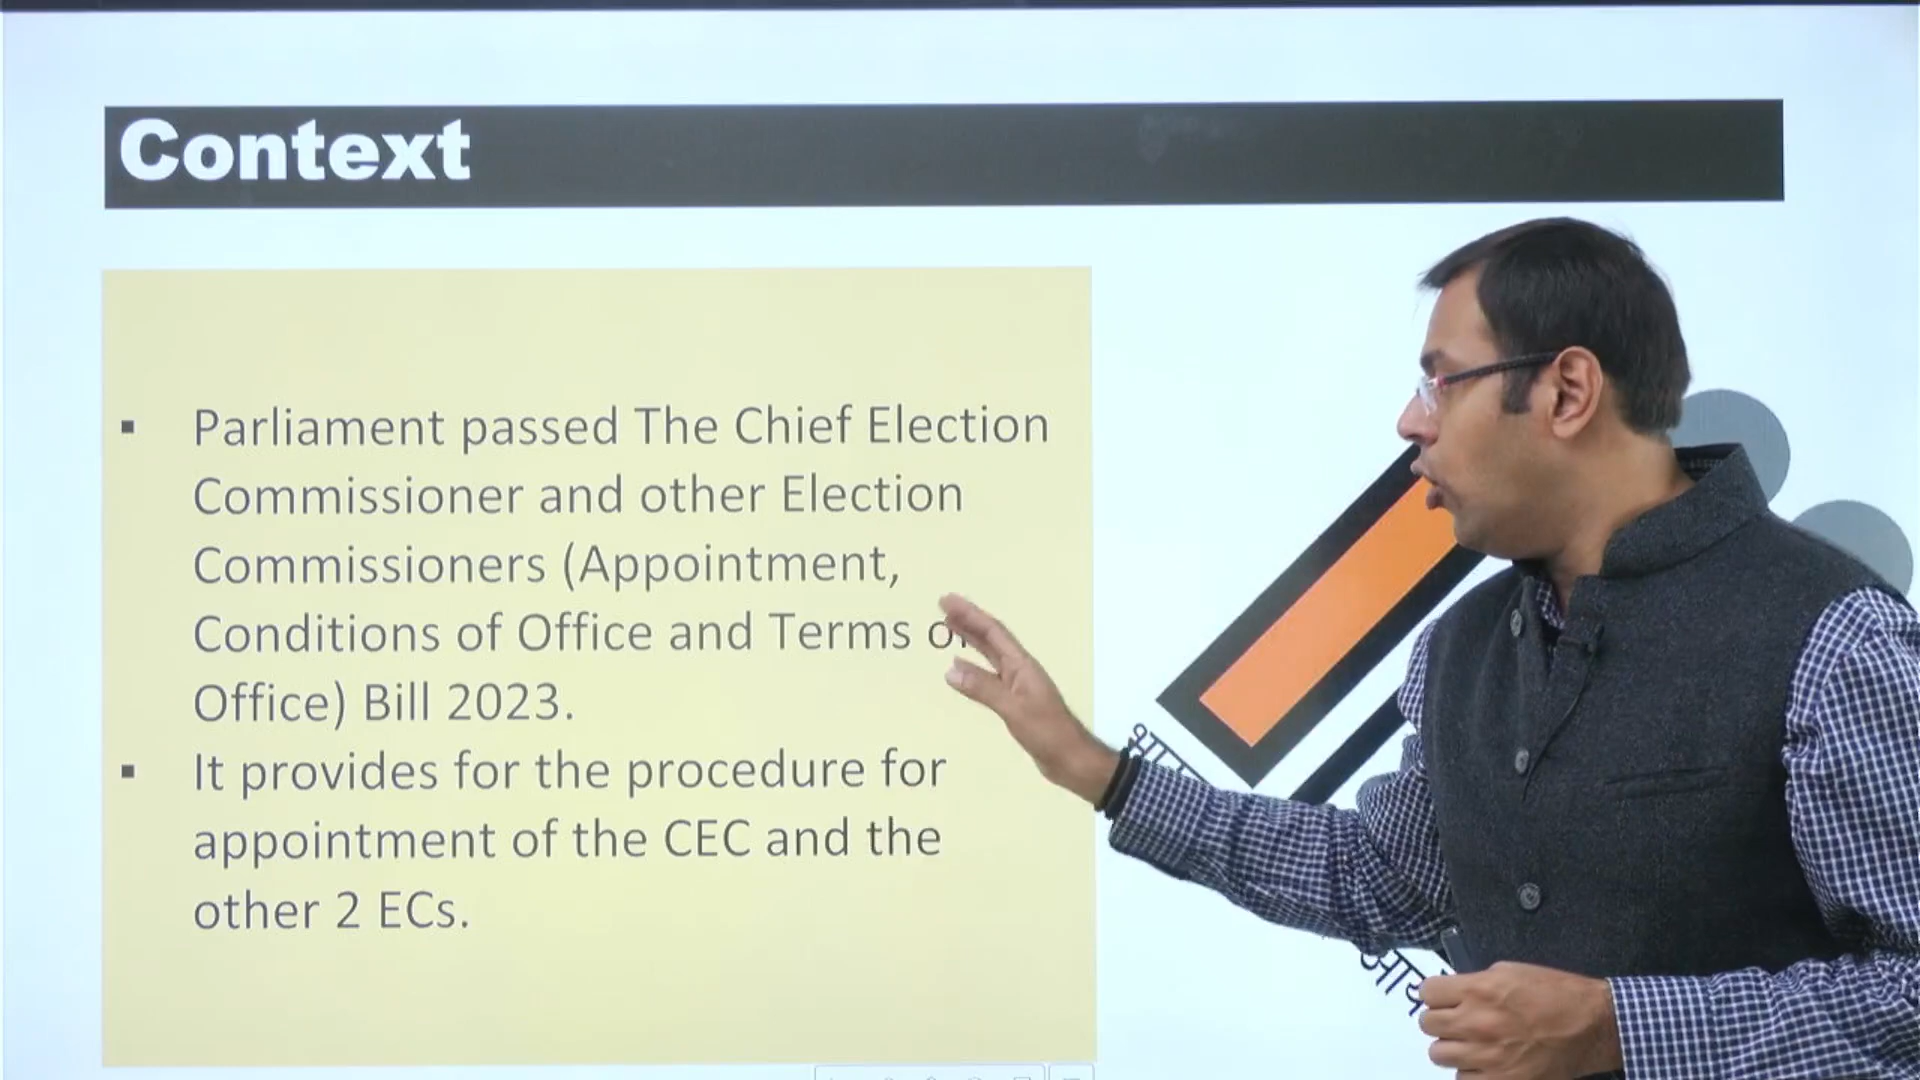 Context
▪ Parliament passed The Chief Election
Commissioner and other Election
Commissioners (Appointment,
Conditions of Office and Terms
Office) Bill 2023.
▪ It provides for the procedure for
appointment of the CEC and the
other 2 ECs.